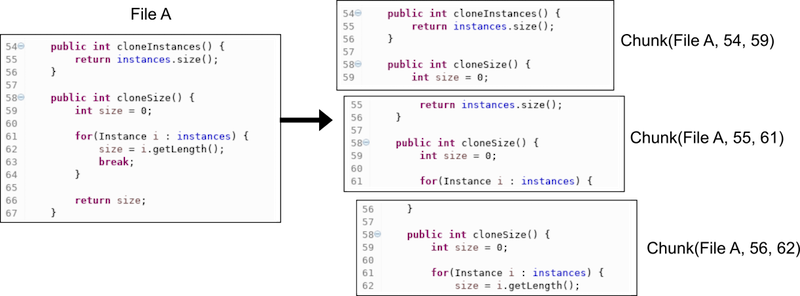 File A
54 public int cloneInstances() {
55 return instances.size();
56 }
57
58 public int cloneSize() {
59 int size = 0;
60
61 for(Instance i : instances) {
62 size = i.getLength();
63 break;
64 }
65
66 return size;
67 }
54 public int cloneInstances() {
55 return instances.size();
56 }
57
58 public int cloneSize() {
59 int size = 0;
Chunk(File A, 54, 59)
55 return instances.size();
56 }
57
58 public int cloneSize() {
59 int size = 0;
60
61 for(Instance i : instances) {
Chunk(File A, 55, 61)
56 }
57
58 public int cloneSize() {
59 int size = 0;
60
61 for(Instance i : instances) {
62 size = i.getLength();
Chunk(File A, 56, 62)